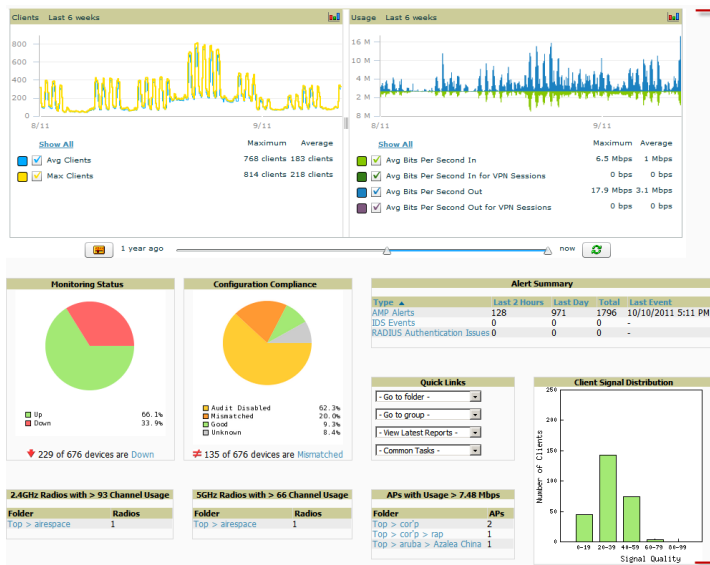 Clients Last 6 weeks
800
600
400
200
0
8/11 9/11
Show All Maximum Average
Avg Clients 768 clients 183 clients
Max Clients 814 clients 218 clients
Usage Last 6 weeks
16 M
10 M
4 M
2 M
8 M
8/11 9/11
Show All Maximum Average
Avg Bits Per Second In 6.5 Mbps 1 Mbps
Avg Bits Per Second In for VPN Sessions 0 bps 0 bps
Avg Bits Per Second Out 17.9 Mbps 3.1 Mbps
Avg Bits Per Second Out for VPN Sessions 0 bps 0 bps
1 year ago now
Monitoring Status
Up 66.1%
Down 33.9%
229 of 676 devices are Down
Configuration Compliance
Audit Disabled 62.3%
Mismatched 20.0%
Good 9.3%
Unknown 8.4%
≠ 135 of 676 devices are Mismatched
Alert Summary
Type ▲ Last 2 Hours Last Day Total Last Event
AMP Alerts 128 971 1796 10/10/2011 5:11 PM
IDS Events 0 0 0 -
RADIUS Authentication Issues 0 0 0 -
Quick Links
- Go to folder -
- Go to group -
- View Latest Reports -
- Common Tasks -
Client Signal Distribution
250
200
150
100
50
0
Number of Clients
0-19 20-39 40-59 60-79 80-99
Signal Quality
2.4GHz Radios with > 93 Channel Usage
Folder Radios
Top > airespace 1
5GHz Radios with > 66 Channel Usage
Folder Radios
Top > airespace 1
APs with Usage > 7.48 Mbps
Folder APs
Top > cor'p 2
Top > cor'p > rap 1
Top > aruba > Azalea China 1